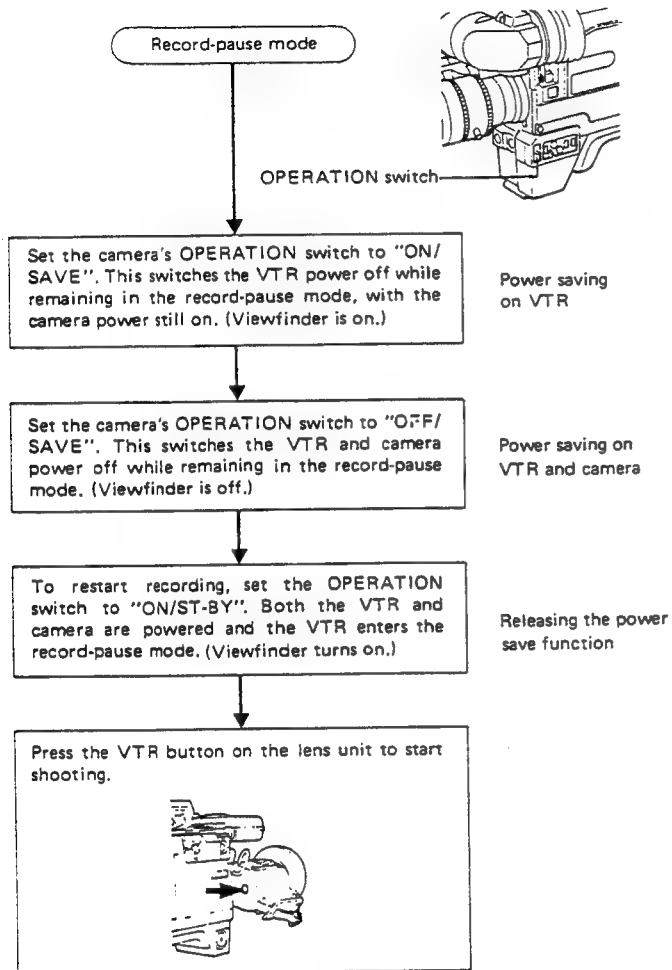 Record-pause mode
OPERATION switch
Set the camera's OPERATION switch to "ON/
SAVE". This switches the VTR power off while
remaining in the record-pause mode, with the
camera power still on. (Viewfinder is on.)
Power saving
on VTR
Set the camera's OPERATION switch to "OFF/
SAVE". This switches the VTR and camera
power off while remaining in the record-pause
mode. (Viewfinder is off.)
Power saving on
VTR and camera
To restart recording, set the OPERATION
switch to "ON/ST-BY". Both the VTR and
camera are powered and the VTR enters the
record-pause mode. (Viewfinder turns on.)
Releasing the power
save function
Press the VTR button on the lens unit to start
shooting.